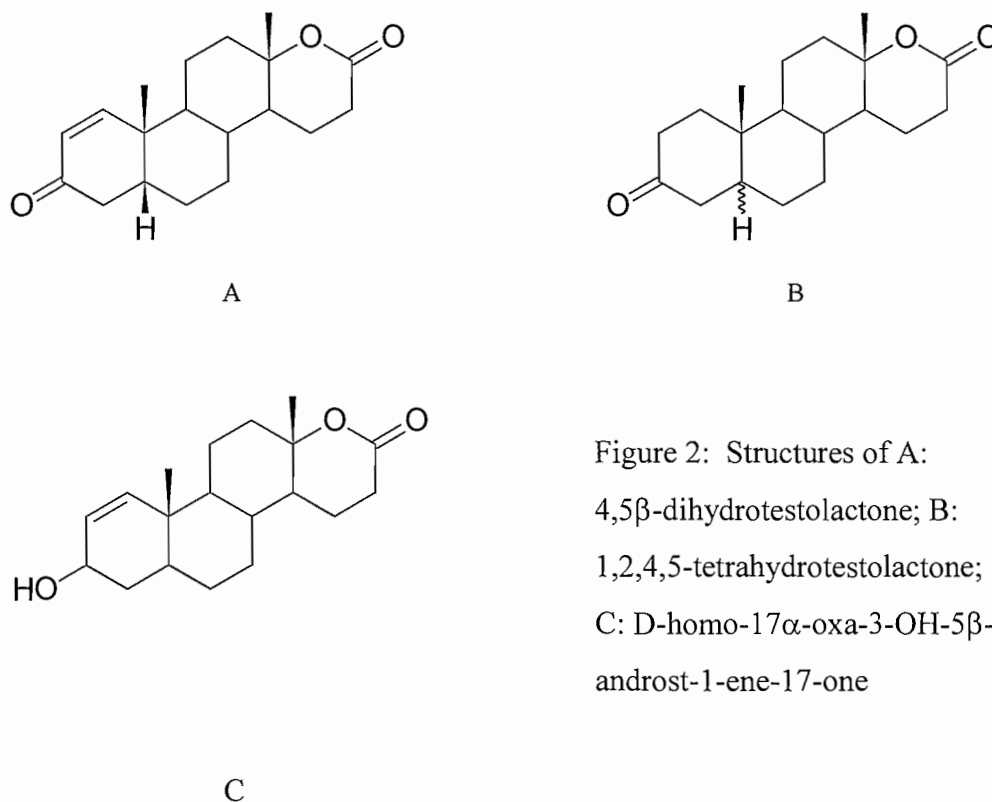 O
O
O
H
A
O
O
O
H
B
O
O
HO
C
Figure 2: Structures of A:
4,5β-dihydrotestolactone; B:
1,2,4,5-tetrahydrotestolactone;
C: D-homo-17α-oxa-3-OH-5β-
androst-1-ene-17-one